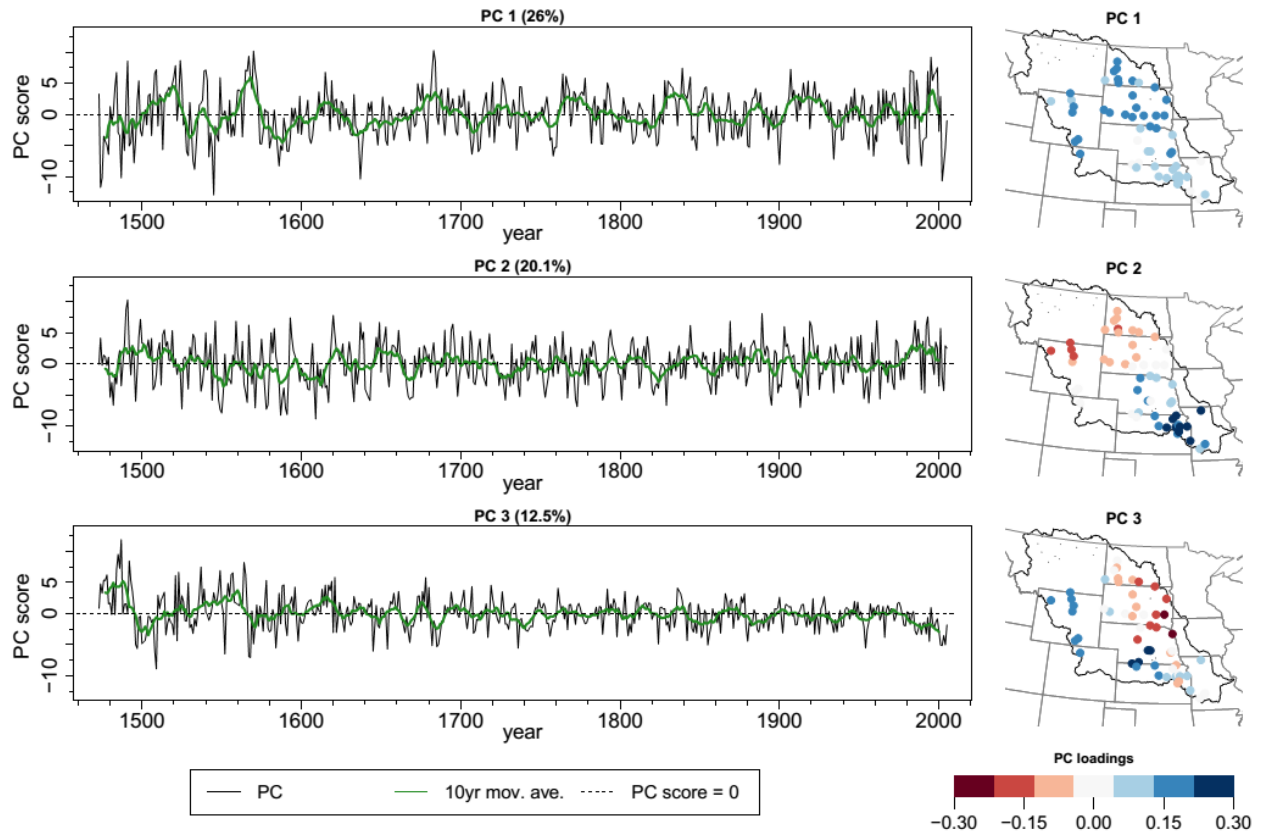 PC 1 (26%)
PC score
5
0
−10
1500 1600 1700 1800 1900 2000
year
PC 1
PC 2 (20.1%)
PC score
5
0
−10
1500 1600 1700 1800 1900 2000
year
PC 2
PC 3 (12.5%)
PC score
5
0
−10
1500 1600 1700 1800 1900 2000
year
PC 3
PC 10yr mov. ave. PC score = 0
PC loadings
−0.30 −0.15 0.00 0.15 0.30